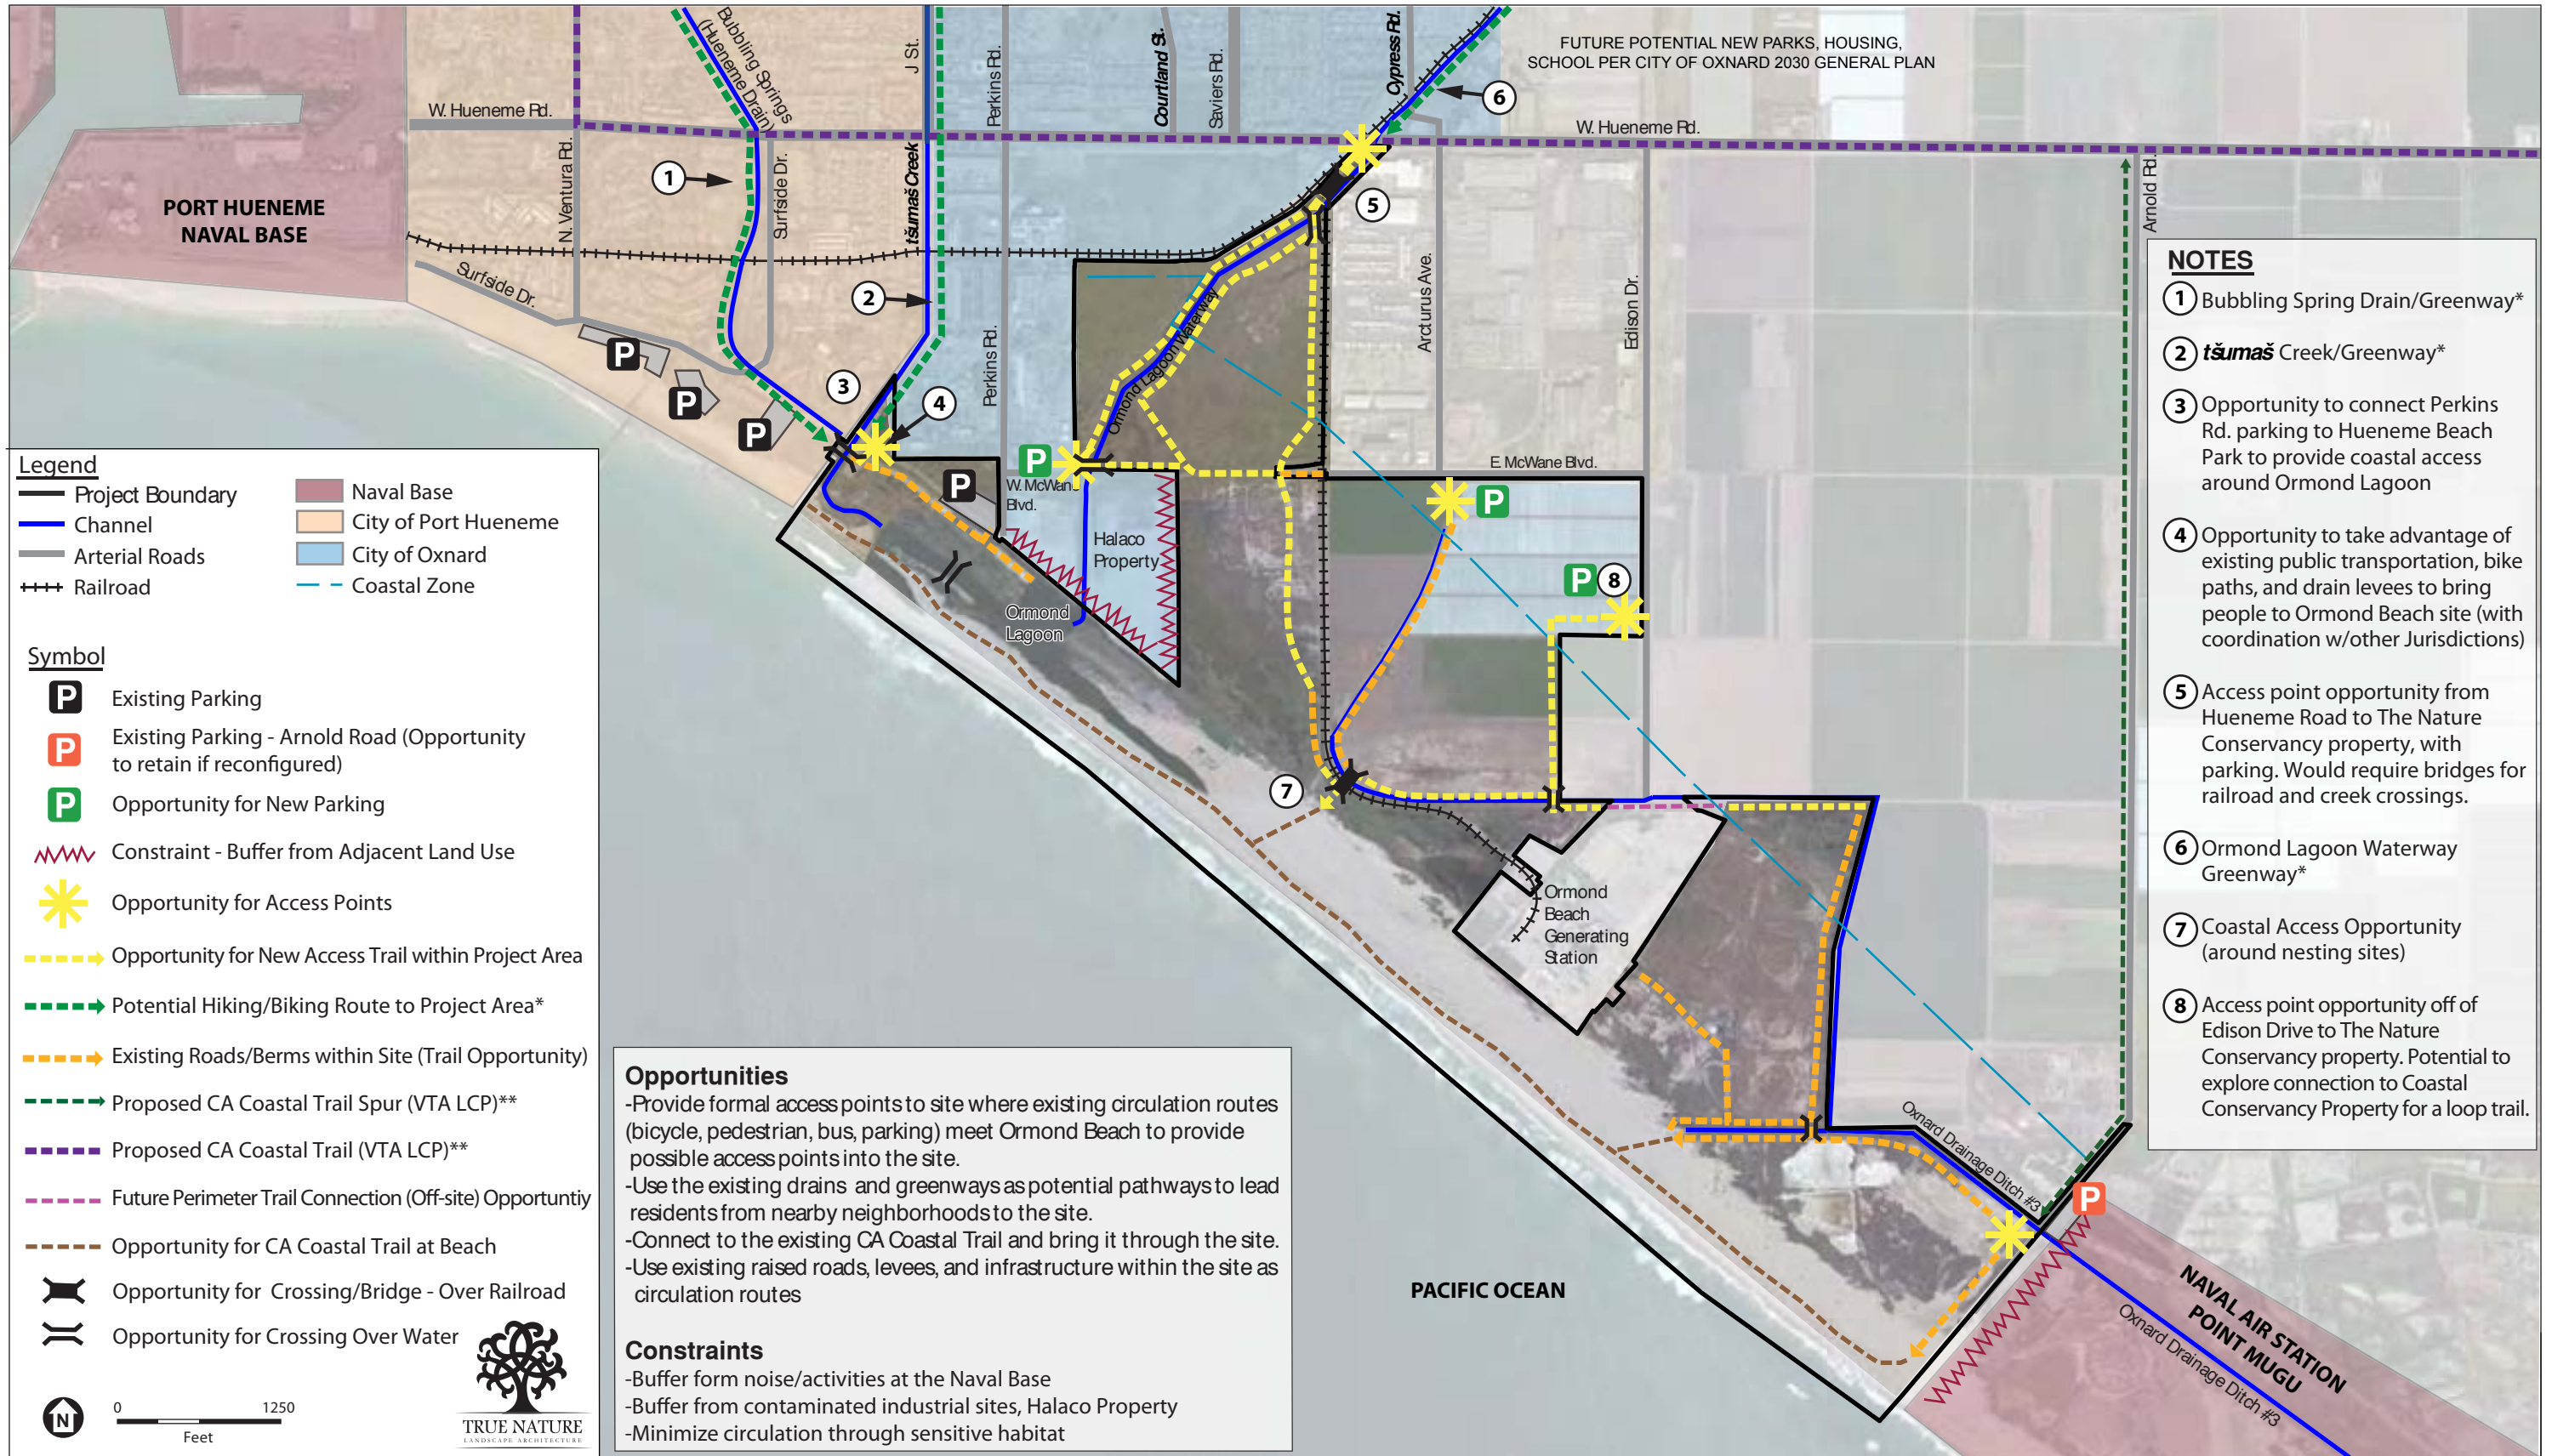 Bubbling Springs
(Hueneme Drain)
J St.
Perkins Rd.
Courtland St.
Saviers Rd.
Cypress Rd.
FUTURE POTENTIAL NEW PARKS, HOUSING,
SCHOOL PER CITY OF OXNARD 2030 GENERAL PLAN
6
W. Hueneme Rd.
W. Hueneme Rd.
PORT HUENEME
NAVAL BASE
N. Ventura Rd.
1
Surfside Dr.
tšumaš Creek
5
Arnold Rd.
Surfside Dr.
2
Perkins Rd.
Ormond Lagoon Waterway
Arcturus Ave.
Edison Dr.
P
P
P
3
4
P
P
W. McWane
Blvd.
E. McWane Blvd.
P
P
8
Halaco
Property
Ormond
Lagoon
7
Ormond
Beach
Generating
Station
Oxnard Drainage Ditch #3
P
PACIFIC OCEAN
NAVAL AIR STATION
POINT MUGU
Oxnard Drainage Ditch #3
NOTES
1 Bubbling Spring Drain/Greenway*
2 tšumaš Creek/Greenway*
3 Opportunity to connect Perkins
Rd. parking to Hueneme Beach
Park to provide coastal access
around Ormond Lagoon
4 Opportunity to take advantage of
existing public transportation, bike
paths, and drain levees to bring
people to Ormond Beach site (with
coordination w/other Jurisdictions)
5 Access point opportunity from
Hueneme Road to The Nature
Conservancy property, with
parking. Would require bridges for
railroad and creek crossings.
6 Ormond Lagoon Waterway
Greenway*
7 Coastal Access Opportunity
(around nesting sites)
8 Access point opportunity off of
Edison Drive to The Nature
Conservancy property. Potential to
explore connection to Coastal
Conservancy Property for a loop trail.
Legend
Project Boundary
Channel
Arterial Roads
Railroad
Naval Base
City of Port Hueneme
City of Oxnard
Coastal Zone
Symbol
P Existing Parking
P Existing Parking - Arnold Road (Opportunity
to retain if reconfigured)
P Opportunity for New Parking
Constraint - Buffer from Adjacent Land Use
Opportunity for Access Points
Opportunity for New Access Trail within Project Area
Potential Hiking/Biking Route to Project Area*
Existing Roads/Berms within Site (Trail Opportunity)
Proposed CA Coastal Trail Spur (VTA LCP)**
Proposed CA Coastal Trail (VTA LCP)**
Future Perimeter Trail Connection (Off-site) Opportuntiy
Opportunity for CA Coastal Trail at Beach
Opportunity for Crossing/Bridge - Over Railroad
Opportunity for Crossing Over Water
N
0 1250
Feet
TRUE NATURE
LANDSCAPE ARCHITECTURE
Opportunities
-Provide formal access points to site where existing circulation routes
(bicycle, pedestrian, bus, parking) meet Ormond Beach to provide
possible access points into the site.
-Use the existing drains and greenways as potential pathways to lead
residents from nearby neighborhoods to the site.
-Connect to the existing CA Coastal Trail and bring it through the site.
-Use existing raised roads, levees, and infrastructure within the site as
circulation routes
Constraints
-Buffer form noise/activities at the Naval Base
-Buffer from contaminated industrial sites, Halaco Property
-Minimize circulation through sensitive habitat